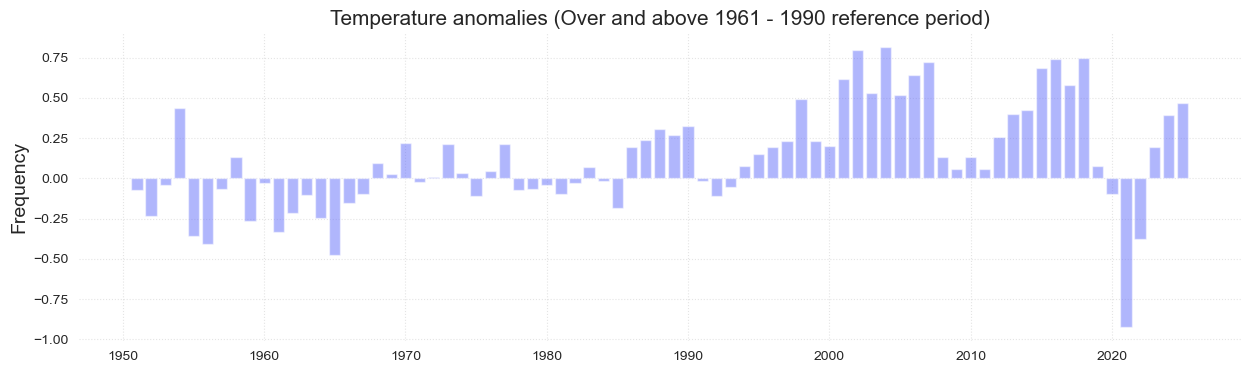 Temperature anomalies (Over and above 1961 - 1990 reference period)
Frequency
0.75
0.50
0.25
0.00
−0.25
−0.50
−0.75
−1.00
1950 1960 1970 1980 1990 2000 2010 2020